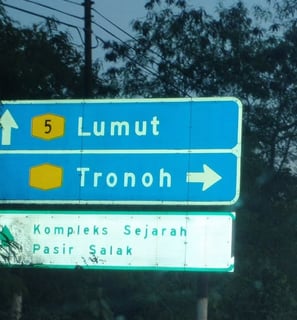 5 Lumut
Tronoh
Kompleks Sejarah
Pasir Salak